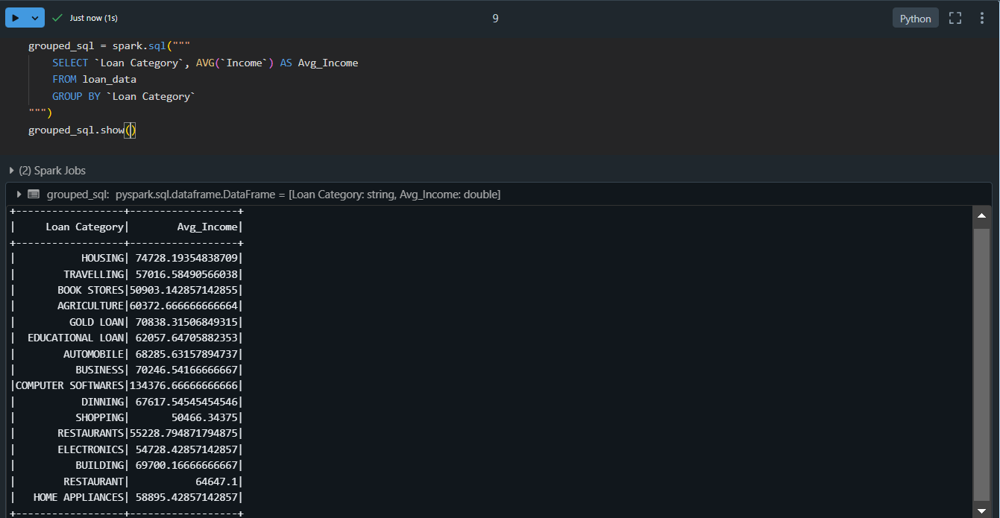 Just now (1s)
9
Python
grouped_sql = spark.sql("""
    SELECT `Loan Category`, AVG(`Income`) AS Avg_Income
    FROM loan_data
    GROUP BY `Loan Category`
""")
grouped_sql.show()
(2) Spark Jobs
grouped_sql: pyspark.sql.dataframe.DataFrame = [Loan Category: string, Avg_Income: double]
+------------------+------------------+
|     Loan Category|        Avg_Income|
+------------------+------------------+
|           HOUSING| 74728.19354838709|
|        TRAVELLING| 57016.58490566038|
|       BOOK STORES|50903.142857142855|
|       AGRICULTURE|60372.666666666664|
|         GOLD LOAN| 70838.31506849315|
|  EDUCATIONAL LOAN| 62057.64705882353|
|        AUTOMOBILE| 68285.63157894737|
|          BUSINESS| 70246.54166666667|
|COMPUTER SOFTWARES|134376.66666666666|
|           DINNING| 67617.54545454546|
|          SHOPPING|       50466.34375|
|       RESTAURANTS|55228.794871794875|
|       ELECTRONICS| 54728.42857142857|
|          BUILDING| 69700.16666666667|
|        RESTAURANT|           64647.1|
|   HOME APPLIANCES| 58895.42857142857|
+------------------+------------------+